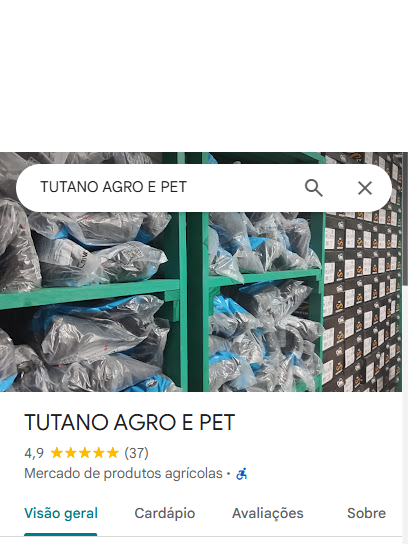 TUTANO AGRO E PET
TUTANO AGRO E PET
4,9 (37)
Mercado de produtos agrícolas ·
Visão geral Cardápio Avaliações Sobre